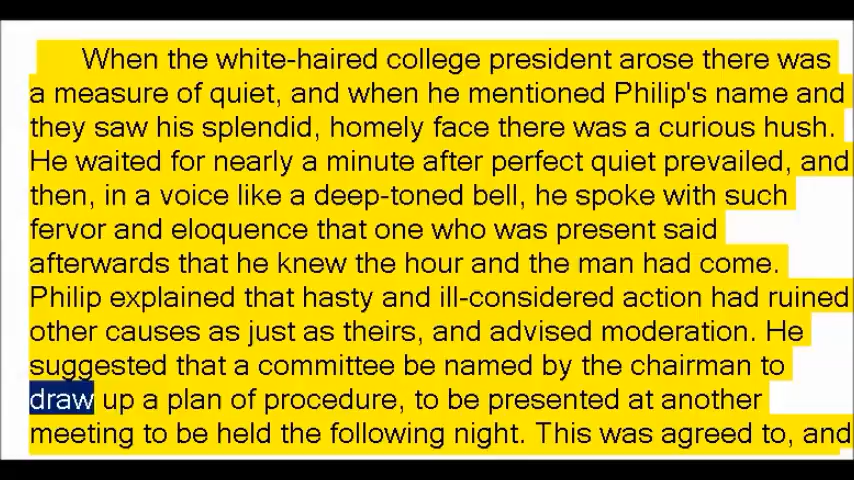 When the white-haired college president arose there was
a measure of quiet, and when he mentioned Philip's name and
they saw his splendid, homely face there was a curious hush.
He waited for nearly a minute after perfect quiet prevailed, and
then, in a voice like a deep-toned bell, he spoke with such
fervor and eloquence that one who was present said
afterwards that he knew the hour and the man had come.
Philip explained that hasty and ill-considered action had ruined
other causes as just as theirs, and advised moderation. He
suggested that a committee be named by the chairman to
draw up a plan of procedure, to be presented at another
meeting to be held the following night. This was agreed to, and